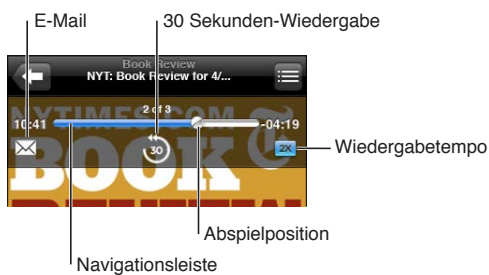 E-Mail
30 Sekunden-Wiedergabe
Book Review
NYT: Book Review for 4/...
2 of 3
NYTIMES.COM
10:41
-04:19
30
2X
Wiedergabetempo
BOOK
Abspielposition
Navigationsleiste